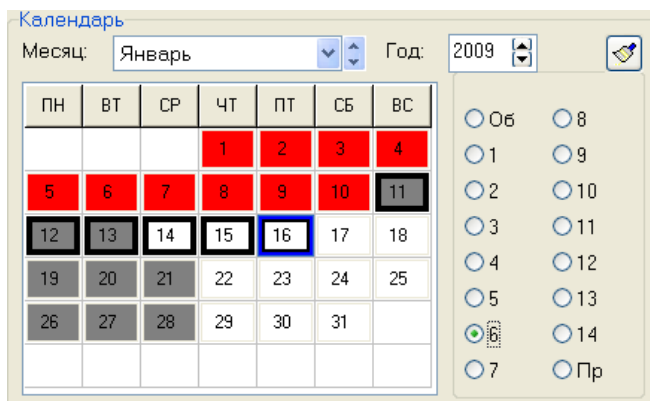 Календарь
Месяц: Январь Год: 2009
ПН ВТ СР ЧТ ПТ СБ ВС
1 2 3 4
5 6 7 8 9 10 11
12 13 14 15 16 17 18
19 20 21 22 23 24 25
26 27 28 29 30 31
Об 8
1 9
2 10
3 11
4 12
5 13
6 14
7 Пр